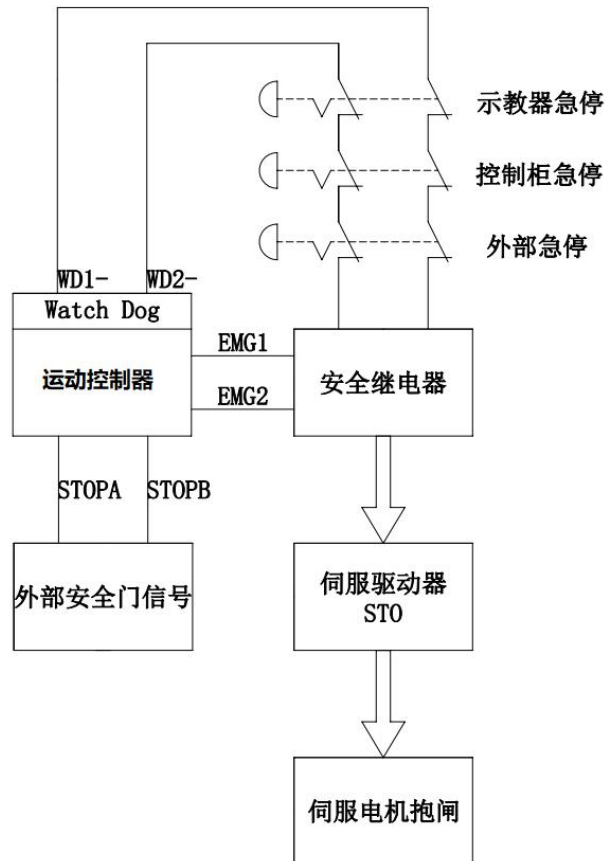 示教器急停
控制柜急停
外部急停
WD1- WD2-
Watch Dog
运动控制器
EMG1
EMG2
安全继电器
STOPA STOPB
外部安全门信号
伺服驱动器
STO
伺服电机抱闸